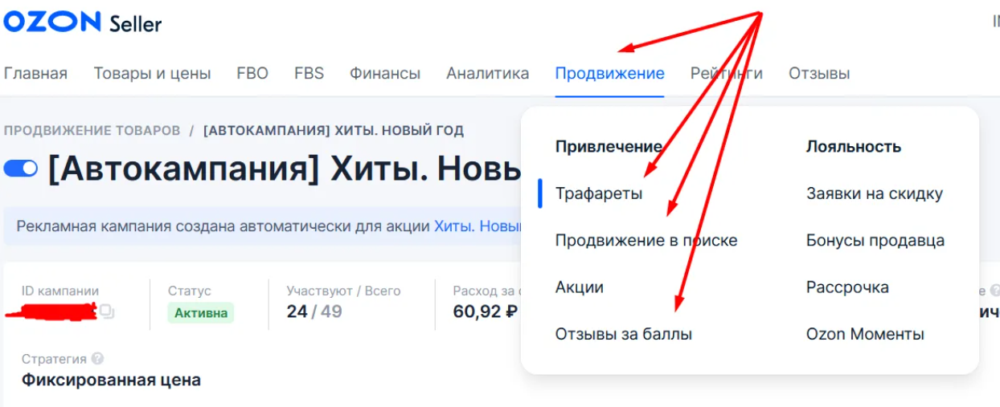 OZON Seller
Главная Товары и цены FBO FBS Финансы Аналитика Продвижение Рейтинги Отзывы
ПРОДВИЖЕНИЕ ТОВАРОВ / [АВТОКАМПАНИЯ] ХИТЫ. НОВЫЙ ГОД
[Автокампания] Хиты. Новы
Рекламная кампания создана автоматически для акции Хиты. Новы
ID кампании Статус Участвуют / Всего Расход за
Активна 24 / 49 60,92 ₽
Стратегия
Фиксированная цена
Привлечение Лояльность
Трафареты Заявки на скидку
Продвижение в поиске Бонусы продавца
Акции Рассрочка
Отзывы за баллы Ozon Моменты